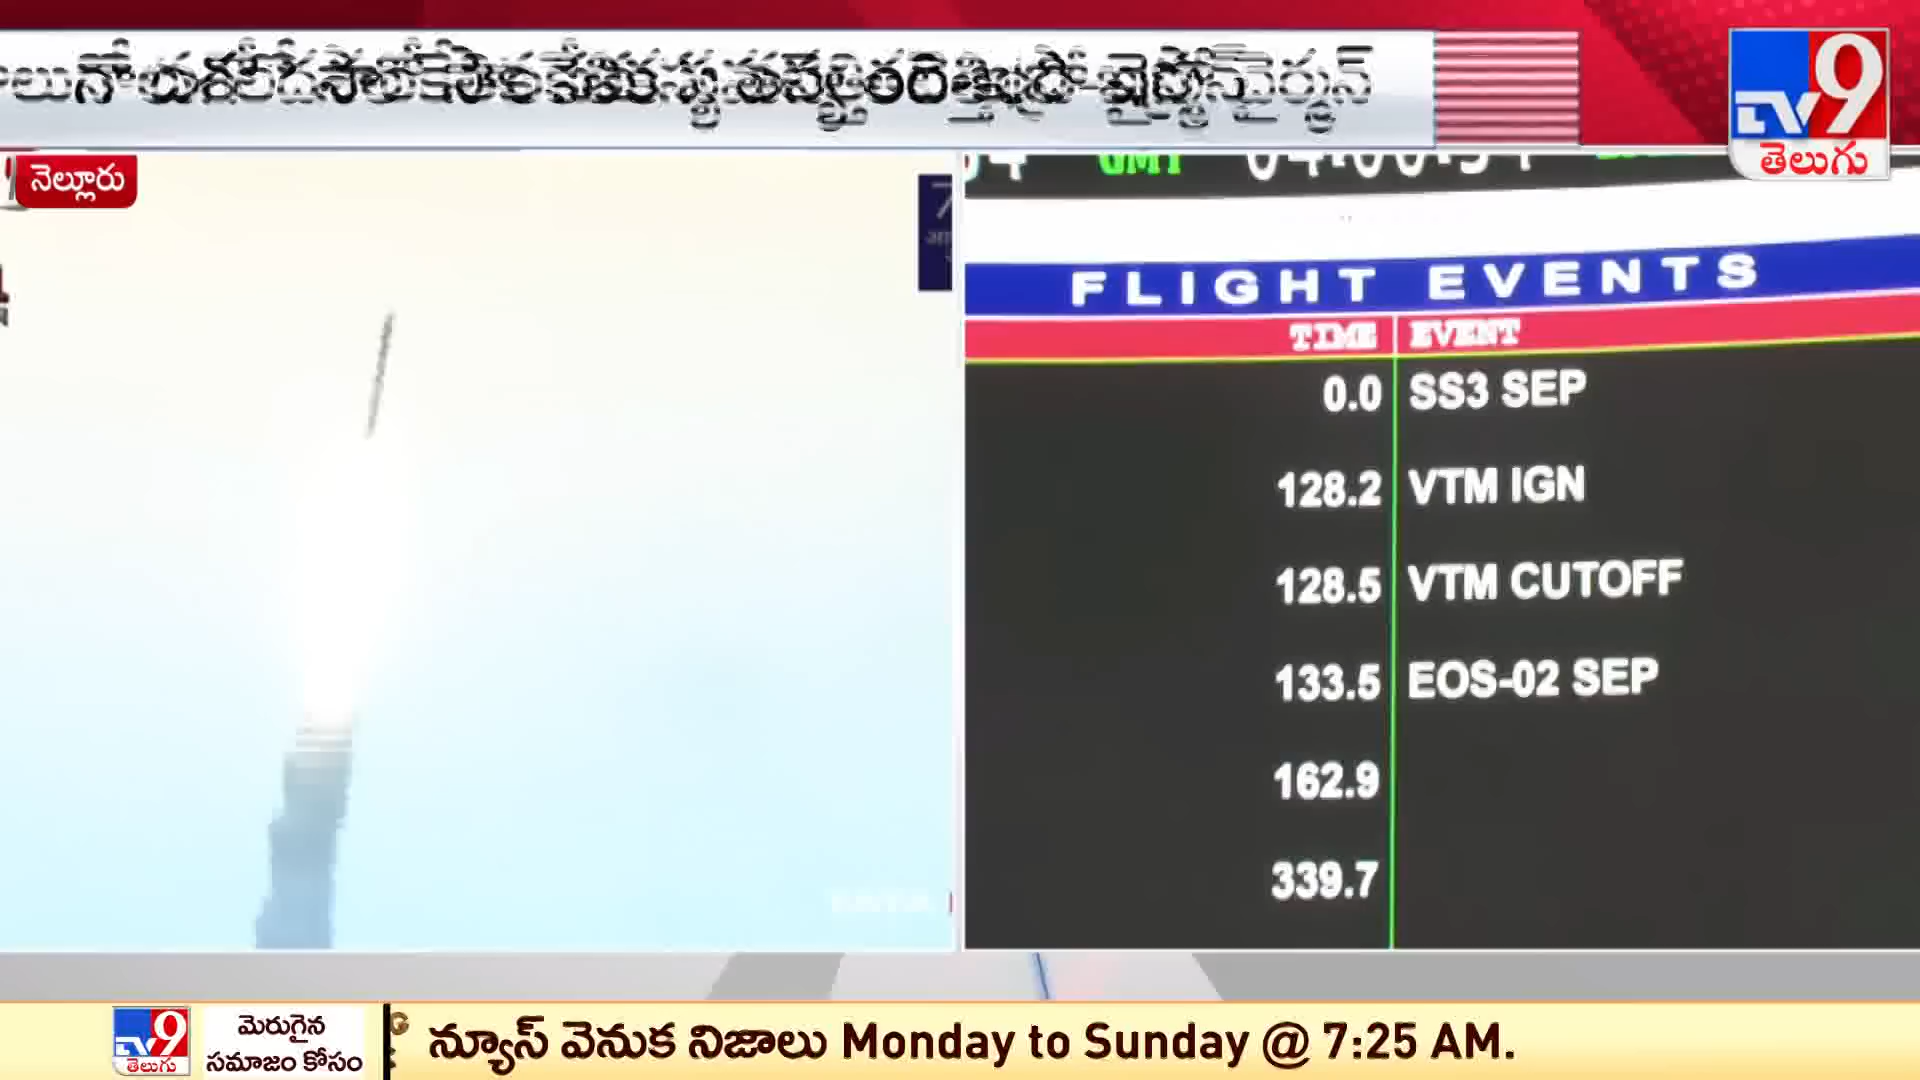 TV9
తెలుగు
నెల్లూరు
GMT
FLIGHT EVENTS
TIME EVENT
0.0 SS3 SEP
128.2 VTM IGN
128.5 VTM CUTOFF
133.5 EOS-02 SEP
162.9
339.7
TV9
తెలుగు
మెరుగైన
సమాజం కోసం
న్యూస్ వెనుక నిజాలు Monday to Sunday @ 7:25 AM.